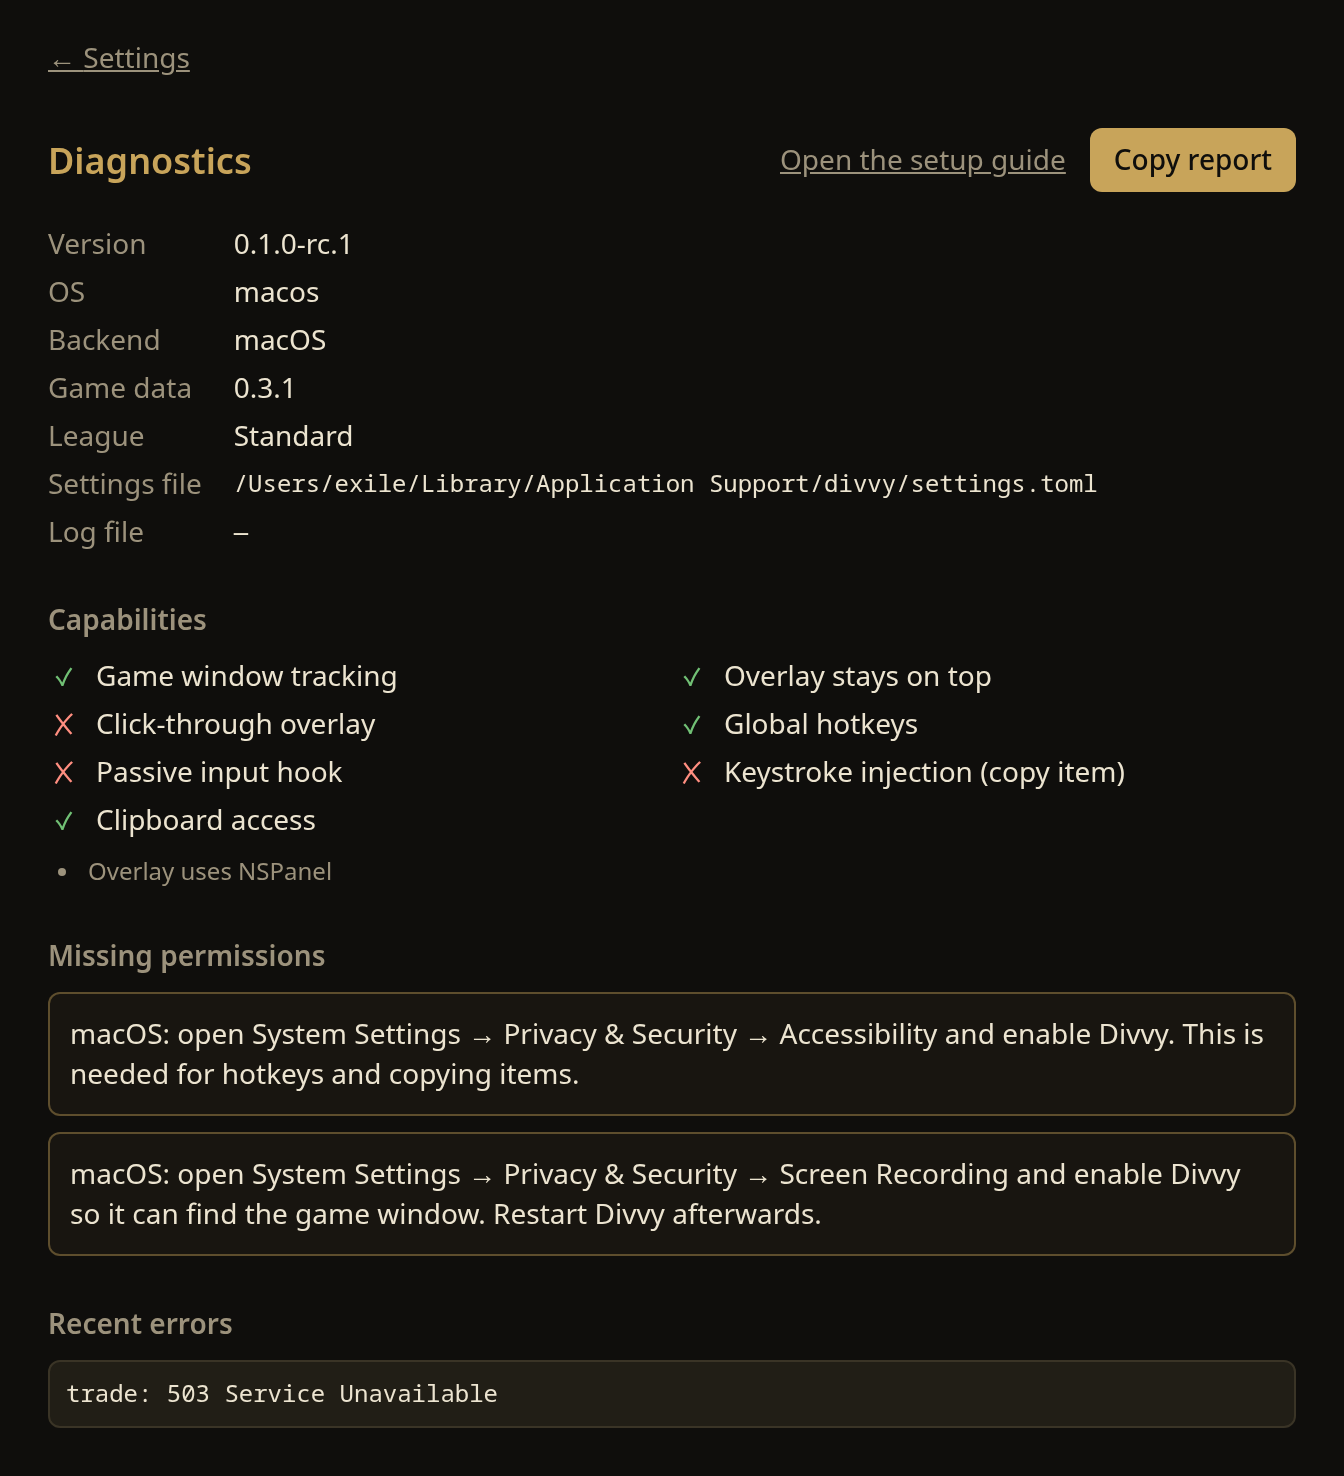 ← Settings
Diagnostics
Open the setup guide
Copy report
Version 0.1.0-rc.1
OS macos
Backend macOS
Game data 0.3.1
League Standard
Settings file /Users/exile/Library/Application Support/divvy/settings.toml
Log file –
Capabilities
✓ Game window tracking
✓ Overlay stays on top
✗ Click-through overlay
✓ Global hotkeys
✗ Passive input hook
✗ Keystroke injection (copy item)
✓ Clipboard access
• Overlay uses NSPanel
Missing permissions
macOS: open System Settings → Privacy & Security → Accessibility and enable Divvy. This is
needed for hotkeys and copying items.
macOS: open System Settings → Privacy & Security → Screen Recording and enable Divvy
so it can find the game window. Restart Divvy afterwards.
Recent errors
trade: 503 Service Unavailable